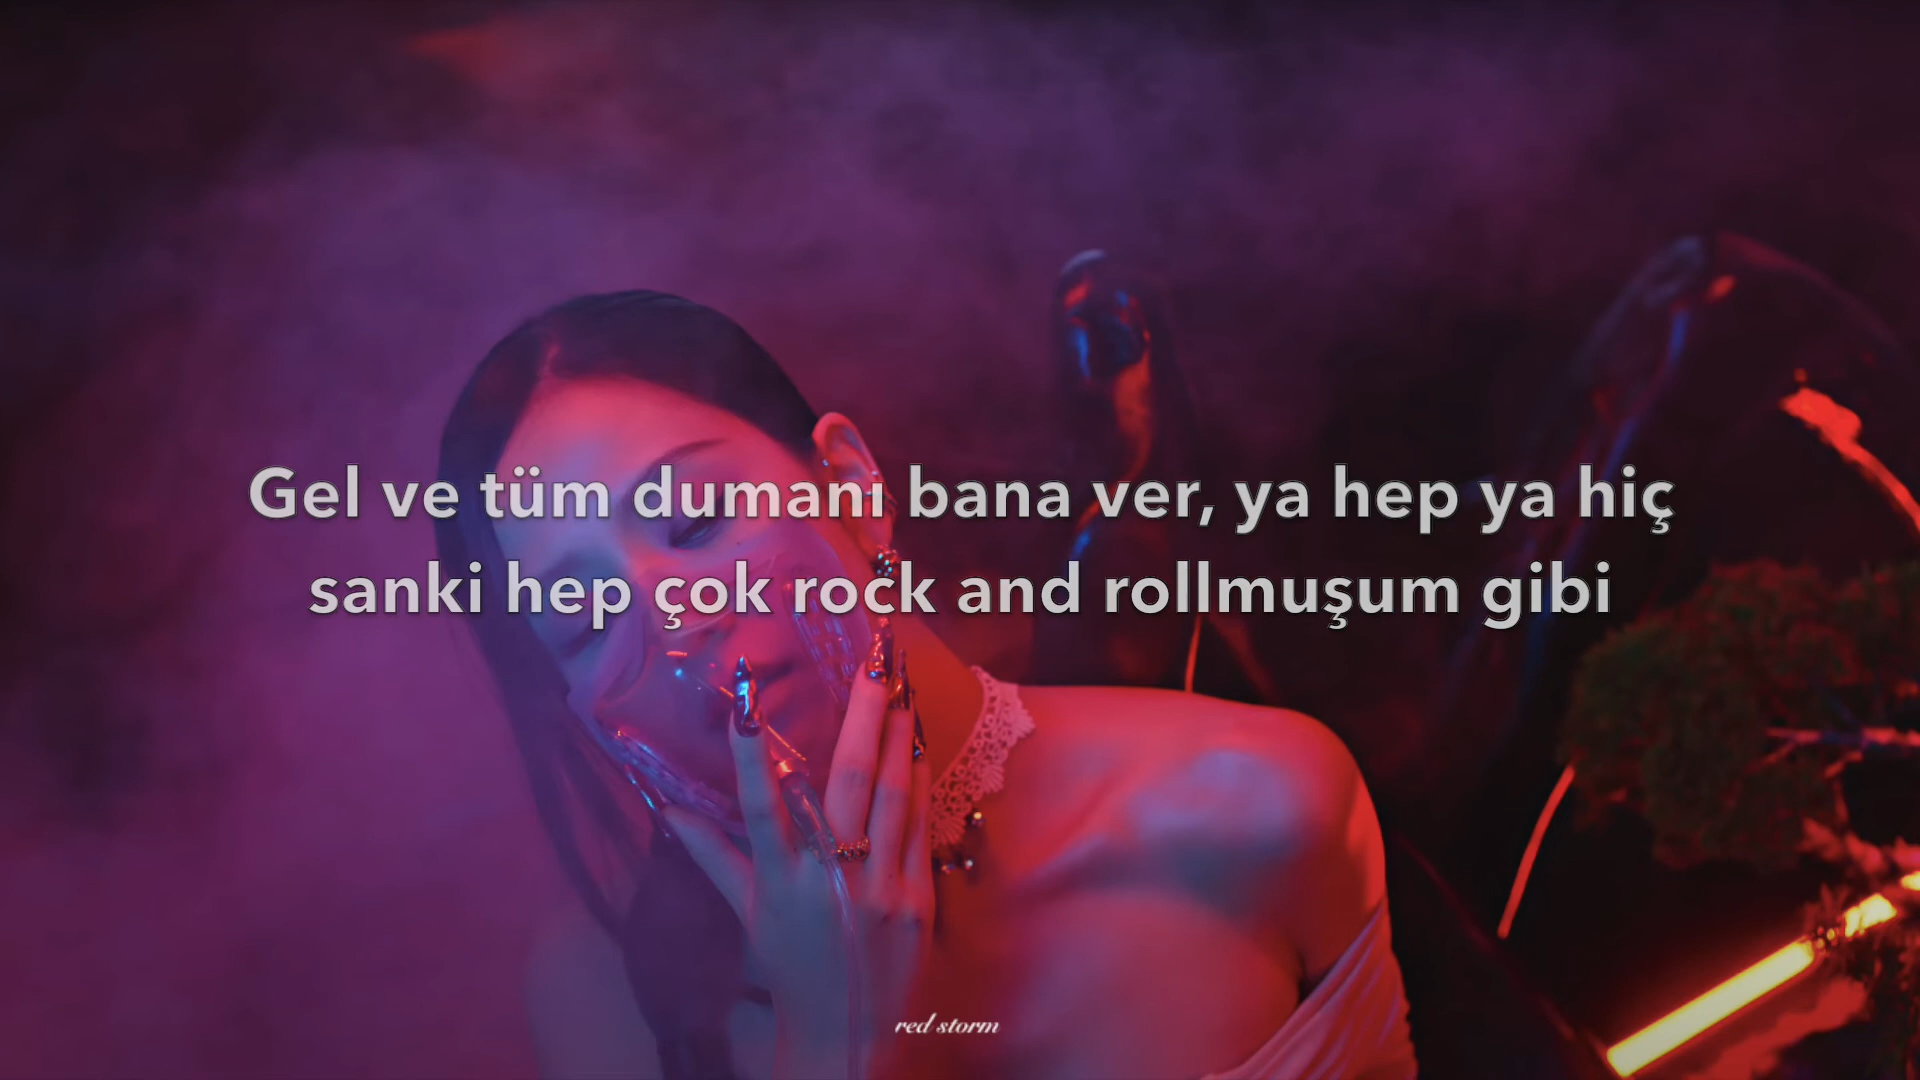 Gel ve tüm dumanı bana ver, ya hep ya hiç
sanki hep çok rock and rollmuşum gibi
red storm